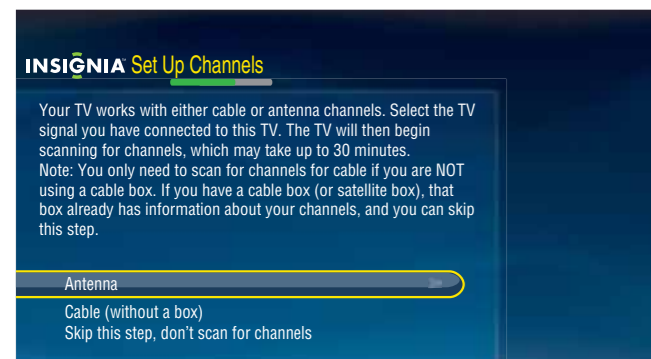 INSIGNIA Set Up Channels
Your TV works with either cable or antenna channels. Select the TV
signal you have connected to this TV. The TV will then begin
scanning for channels, which may take up to 30 minutes.
Note: You only need to scan for channels for cable if you are NOT
using a cable box. If you have a cable box (or satellite box), that
box already has information about your channels, and you can skip
this step.
Antenna
Cable (without a box)
Skip this step, don't scan for channels